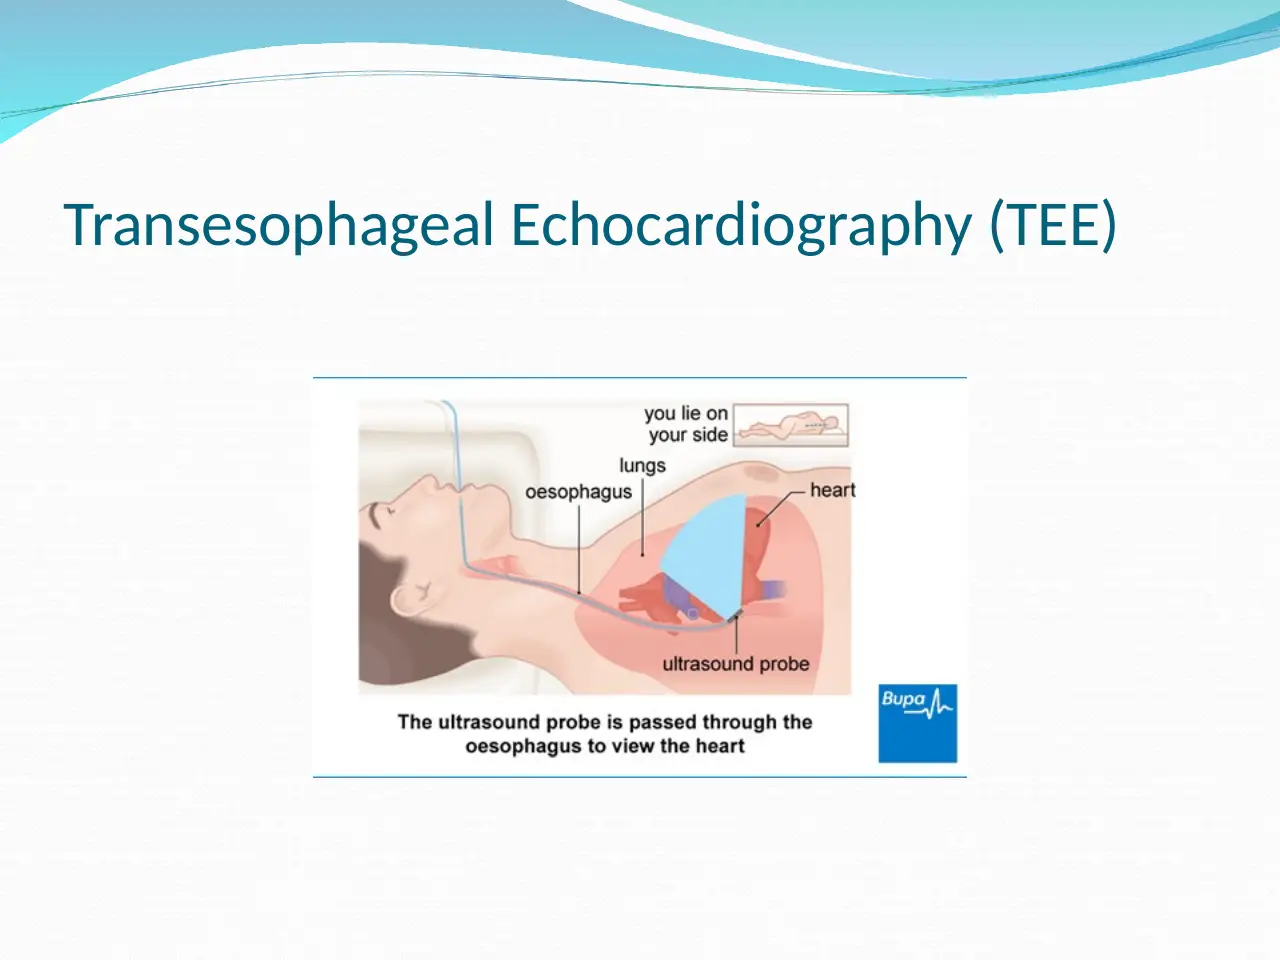 Transesophageal Echocardiography (TEE)
you lie on
your side
lungs
oesophagus
heart
ultrasound probe
Bupa
The ultrasound probe is passed through the
oesophagus to view the heart